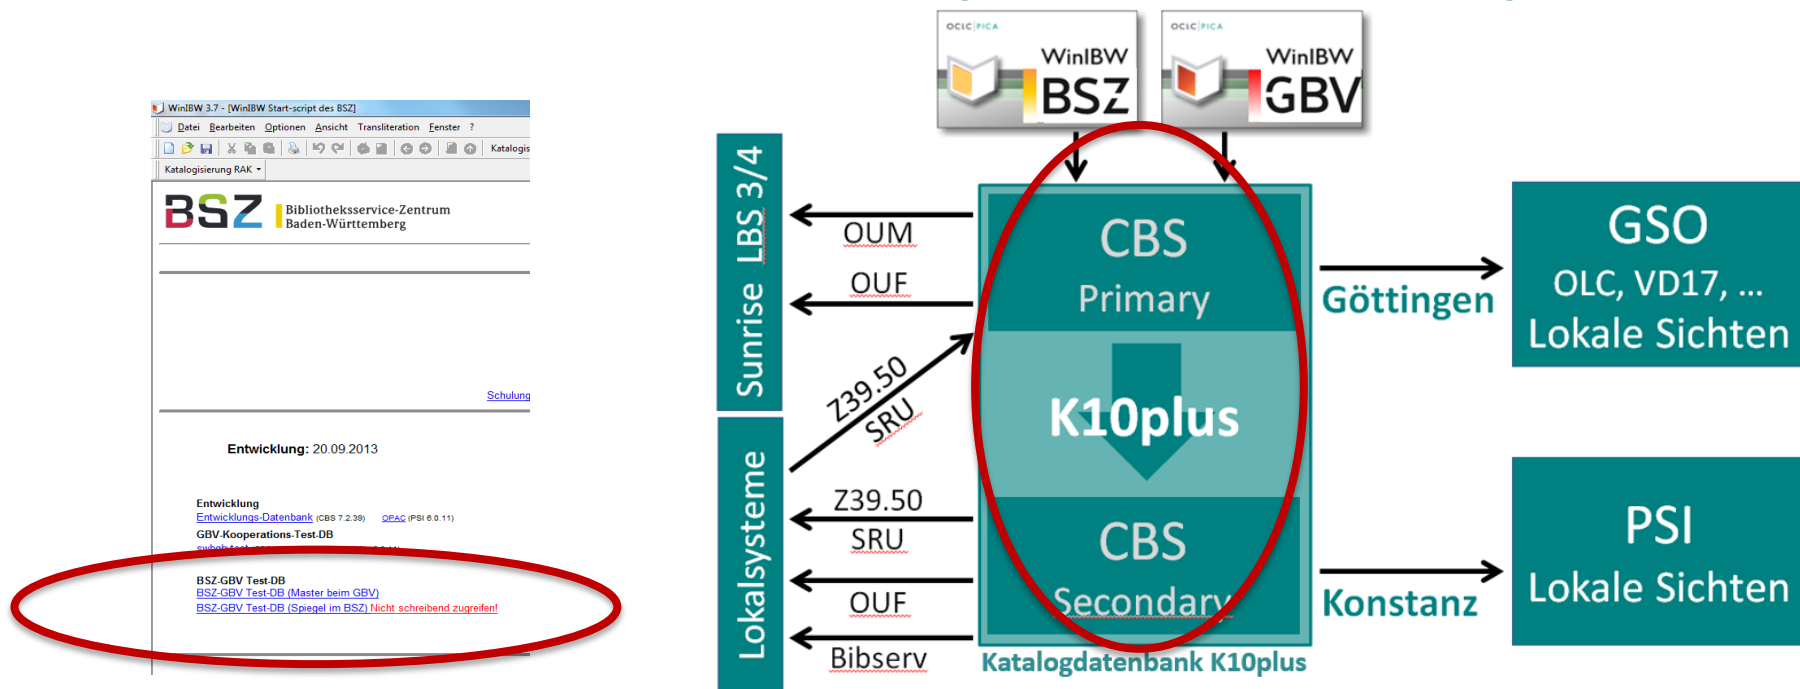 WinIBW 3.7 - [WinIBW Start-script des BSZ]
Datei Bearbeiten Optionen Ansicht Transliteration Fenster ?
Katalogis
Katalogisierung RAK
BSZ
Bibliotheksservice-Zentrum
Baden-Württemberg
Schulung
Entwicklung: 20.09.2013
Entwicklung
Entwicklungs-Datenbank (CBS 7.2.39) OPAC (PSI 6.0.11)
GBV-Kooperations-Test-DB
BSZ-GBV Test-DB
BSZ-GBV Test-DB (Master beim GBV)
BSZ-GBV Test-DB (Spiegel im BSZ) Nicht schreibend zugreifen!
OCLC PICA
WinIBW
BSZ
OCLC PICA
WinIBW
GBV
Sunrise LBS 3/4
Lokalsysteme
OUM
OUF
Z39.50
SRU
Z39.50
SRU
OUF
Bibserv
CBS
Primary
K10plus
CBS
Secondary
Katalogdatenbank K10plus
Göttingen
Konstanz
GSO
OLC, VD17, ...
Lokale Sichten
PSI
Lokale Sichten